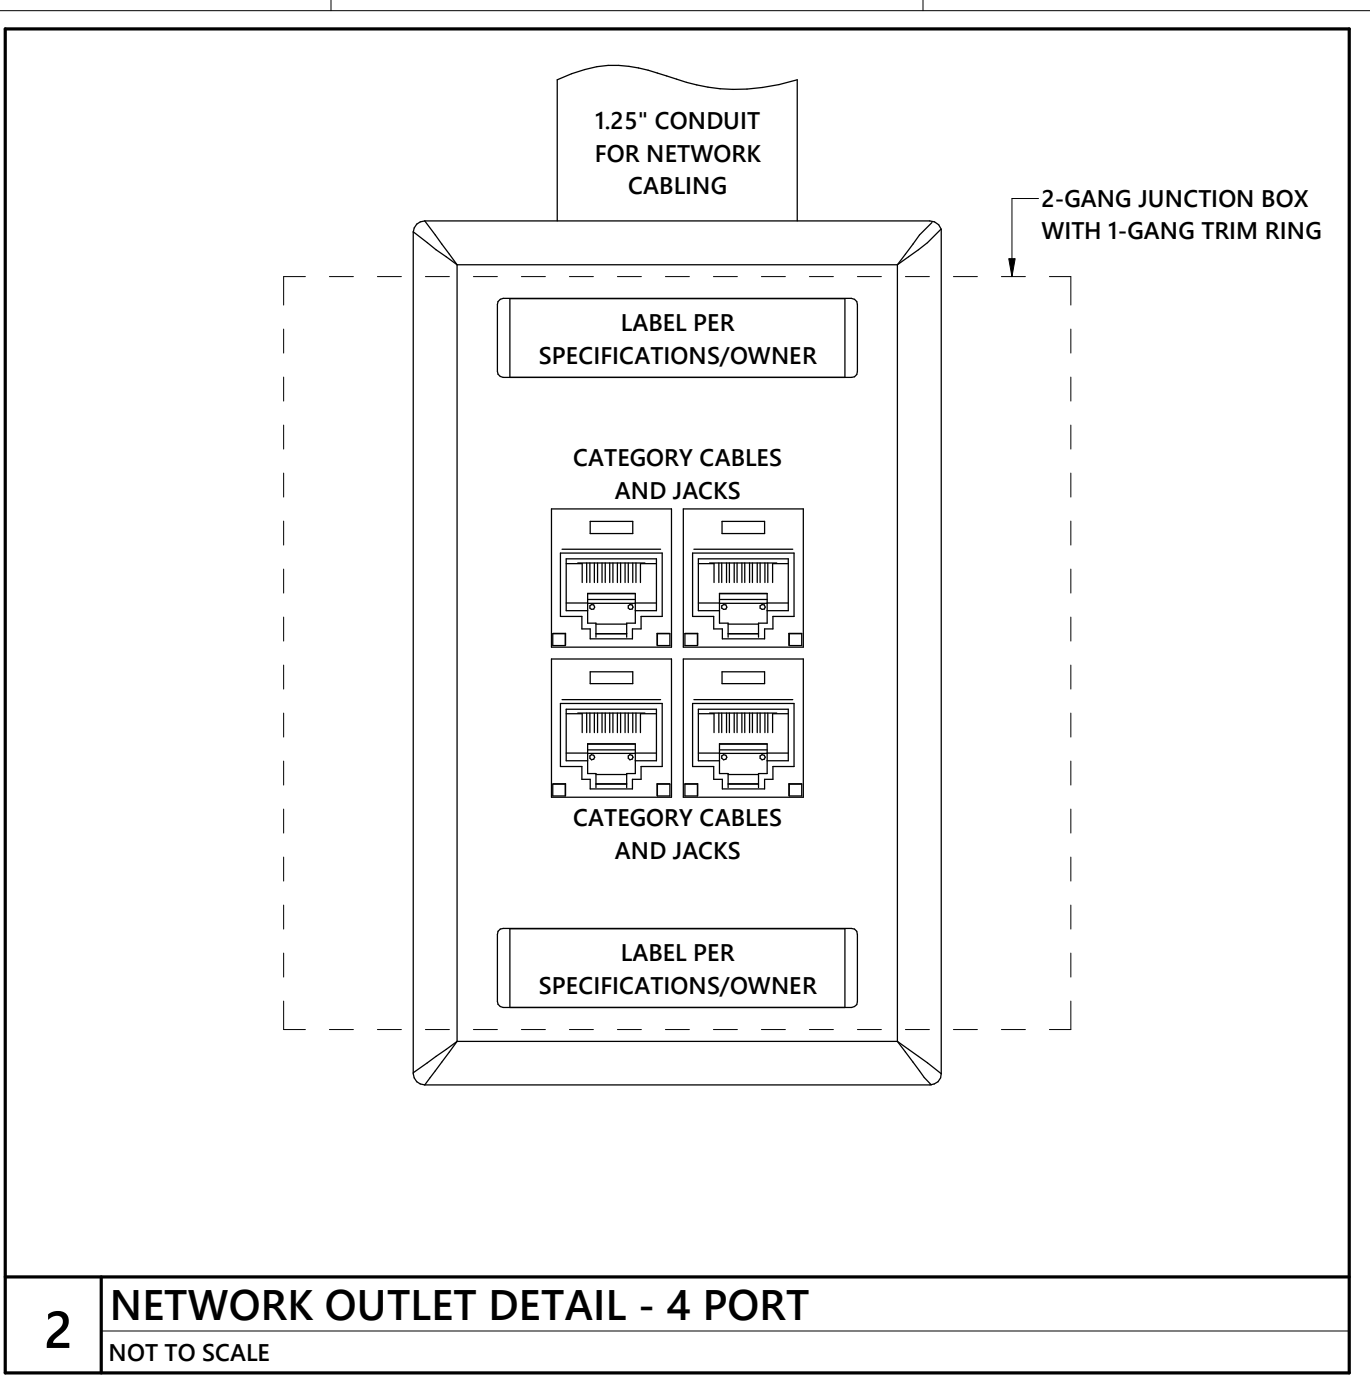 1.25" CONDUIT
FOR NETWORK
CABLING
2-GANG JUNCTION BOX
WITH 1-GANG TRIM RING
LABEL PER
SPECIFICATIONS/OWNER
CATEGORY CABLES
AND JACKS
CATEGORY CABLES
AND JACKS
LABEL PER
SPECIFICATIONS/OWNER
2
NETWORK OUTLET DETAIL - 4 PORT
NOT TO SCALE